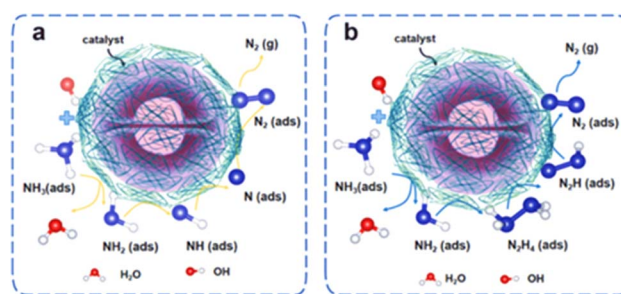 a
catalyst
N₂ (g)
N₂ (ads)
N (ads)
NH₃(ads)
NH₂ (ads)
NH (ads)
H₂O
OH
b
catalyst
N₂ (g)
N₂ (ads)
N₂H (ads)
NH₃(ads)
NH₂ (ads)
N₂H₄ (ads)
H₂O
OH